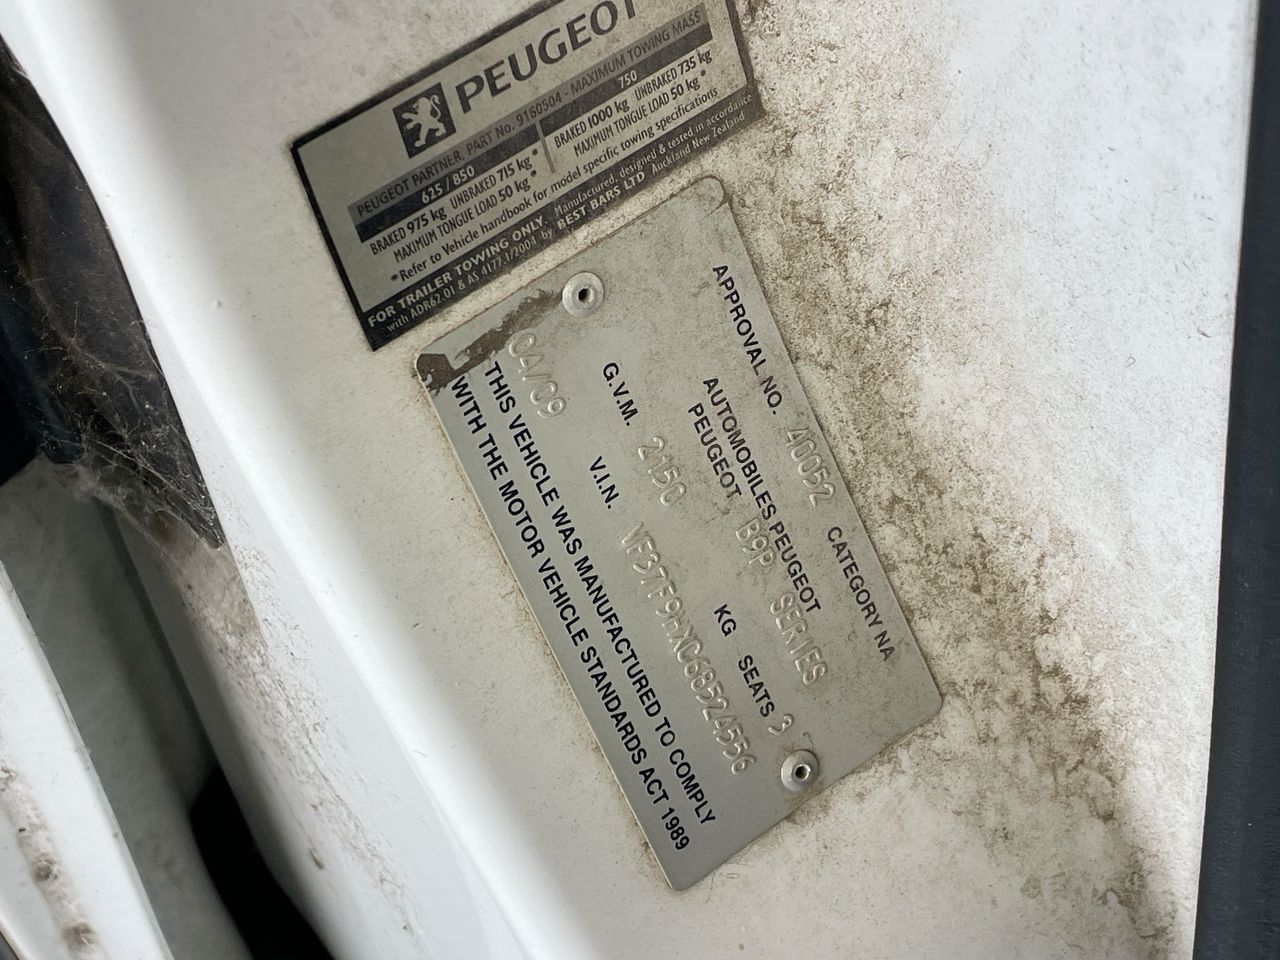 PEUGEOT
PEUGEOT PARTNER, PART No. 9160504 - MAXIMUM TOWING MASS
625 / 850
BRAKED 975 kg UNBRAKED 715 kg*
MAXIMUM TONGUE LOAD 50 kg*
750
BRAKED 1000 kg UNBRAKED 735 kg
MAXIMUM TONGUE LOAD 50 kg*
*Refer to Vehicle handbook for model specific towing specifications
FOR TRAILER TOWING ONLY. Manufactured, designed & tested in accordance
with ADR62.01 & AS 4177.1/2004 by BEST BARS LTD Auckland New Zealand
APPROVAL NO. 40052 CATEGORY NA
AUTOMOBILES PEUGEOT
PEUGEOT B9P SERIES
G.V.M. 2150 KG SEATS 3
04/09 V.I.N. VF37F9HXC68524556
THIS VEHICLE WAS MANUFACTURED TO COMPLY
WITH THE MOTOR VEHICLE STANDARDS ACT 1989